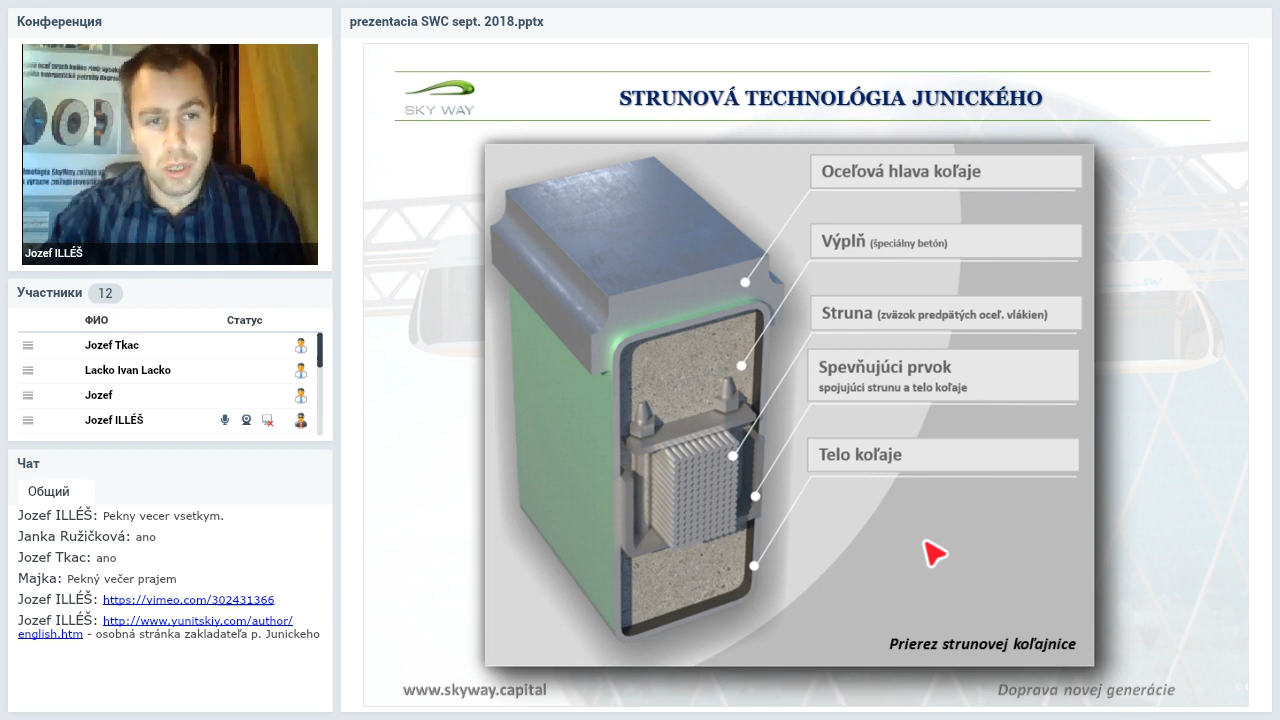 Конференция
Jozef ILLÉŠ
Участники 12
ФИО Статус
Jozef Tkac
Lacko Ivan Lacko
Jozef
Jozef ILLÉŠ
Чат
Общий
Jozef ILLÉŠ: Pekny vecer vsetkym.
Janka Ružičková: ano
Jozef Tkac: ano
Majka: Pekný večer prajem
Jozef ILLÉŠ: https://vimeo.com/302431366
Jozef ILLÉŠ: http://www.yunitskiy.com/author/
english.htm - osobná stránka zakladateľa p. Junickeho
prezentacia SWC sept. 2018.pptx
SKY WAY
STRUNOVÁ TECHNOLÓGIA JUNICKÉHO
Oceľová hlava koľaje
Výplň (špeciálny betón)
Struna (zväzok predpätých oceľ. vlákien)
Spevňujúci prvok
spojujúci strunu a telo koľaje
Telo koľaje
Prierez strunovej koľajnice
www.skyway.capital
Doprava novej generácie